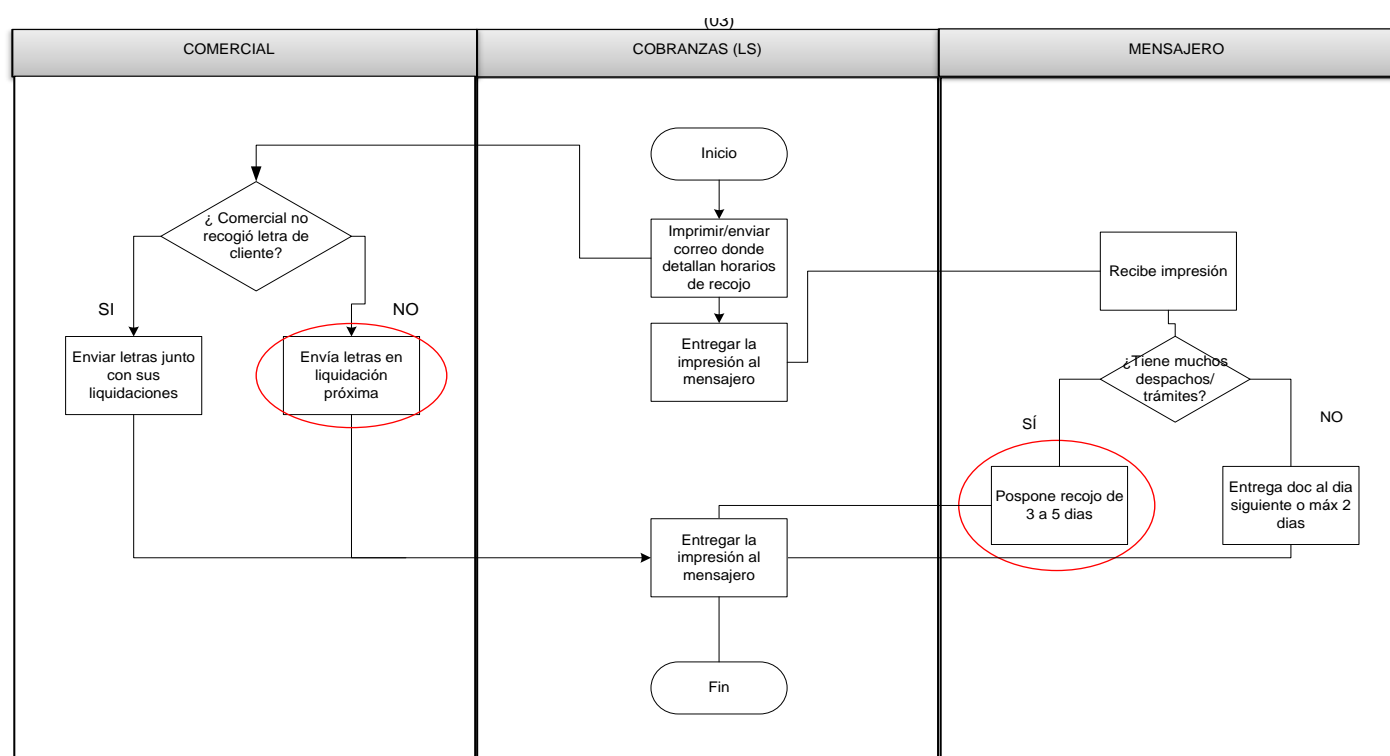 (03)
COMERCIAL
COBRANZAS (LS)
MENSAJERO
Inicio
¿ Comercial no
recogió letra de
cliente?
Imprimir/enviar
correo donde
detallan horarios
de recojo
Recibe impresión
SI
NO
Enviar letras junto
con sus
liquidaciones
Envía letras en
liquidación
próxima
Entregar la
impresión al
mensajero
¿Tiene muchos
despachos/
trámites?
SÍ
NO
Pospone recojo de
3 a 5 dias
Entrega doc al dia
siguiente o máx 2
dias
Entregar la
impresión al
mensajero
Fin